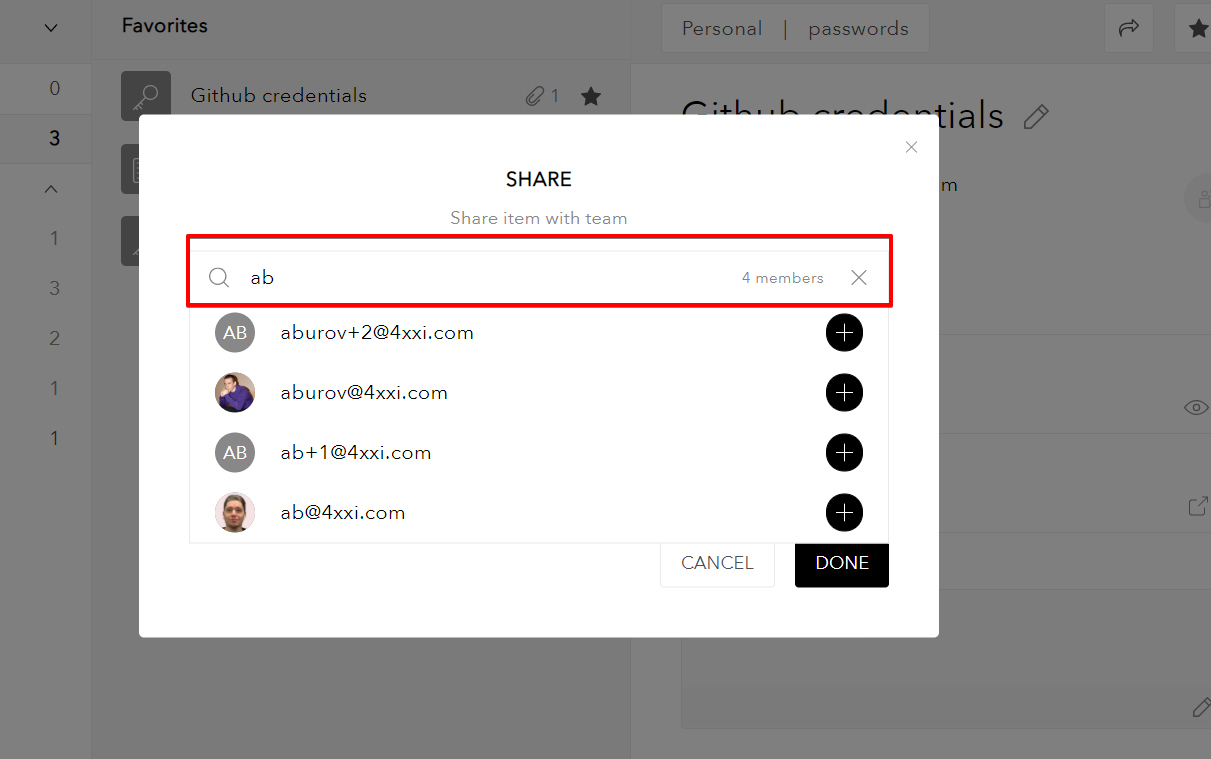 Favorites
Personal | passwords
0
Github credentials
1
3
Github credentials
m
SHARE
Share item with team
ab
4 members
1
3
2
1
1
AB
aburov+2@4xxi.com
aburov@4xxi.com
AB
ab+1@4xxi.com
ab@4xxi.com
CANCEL
DONE